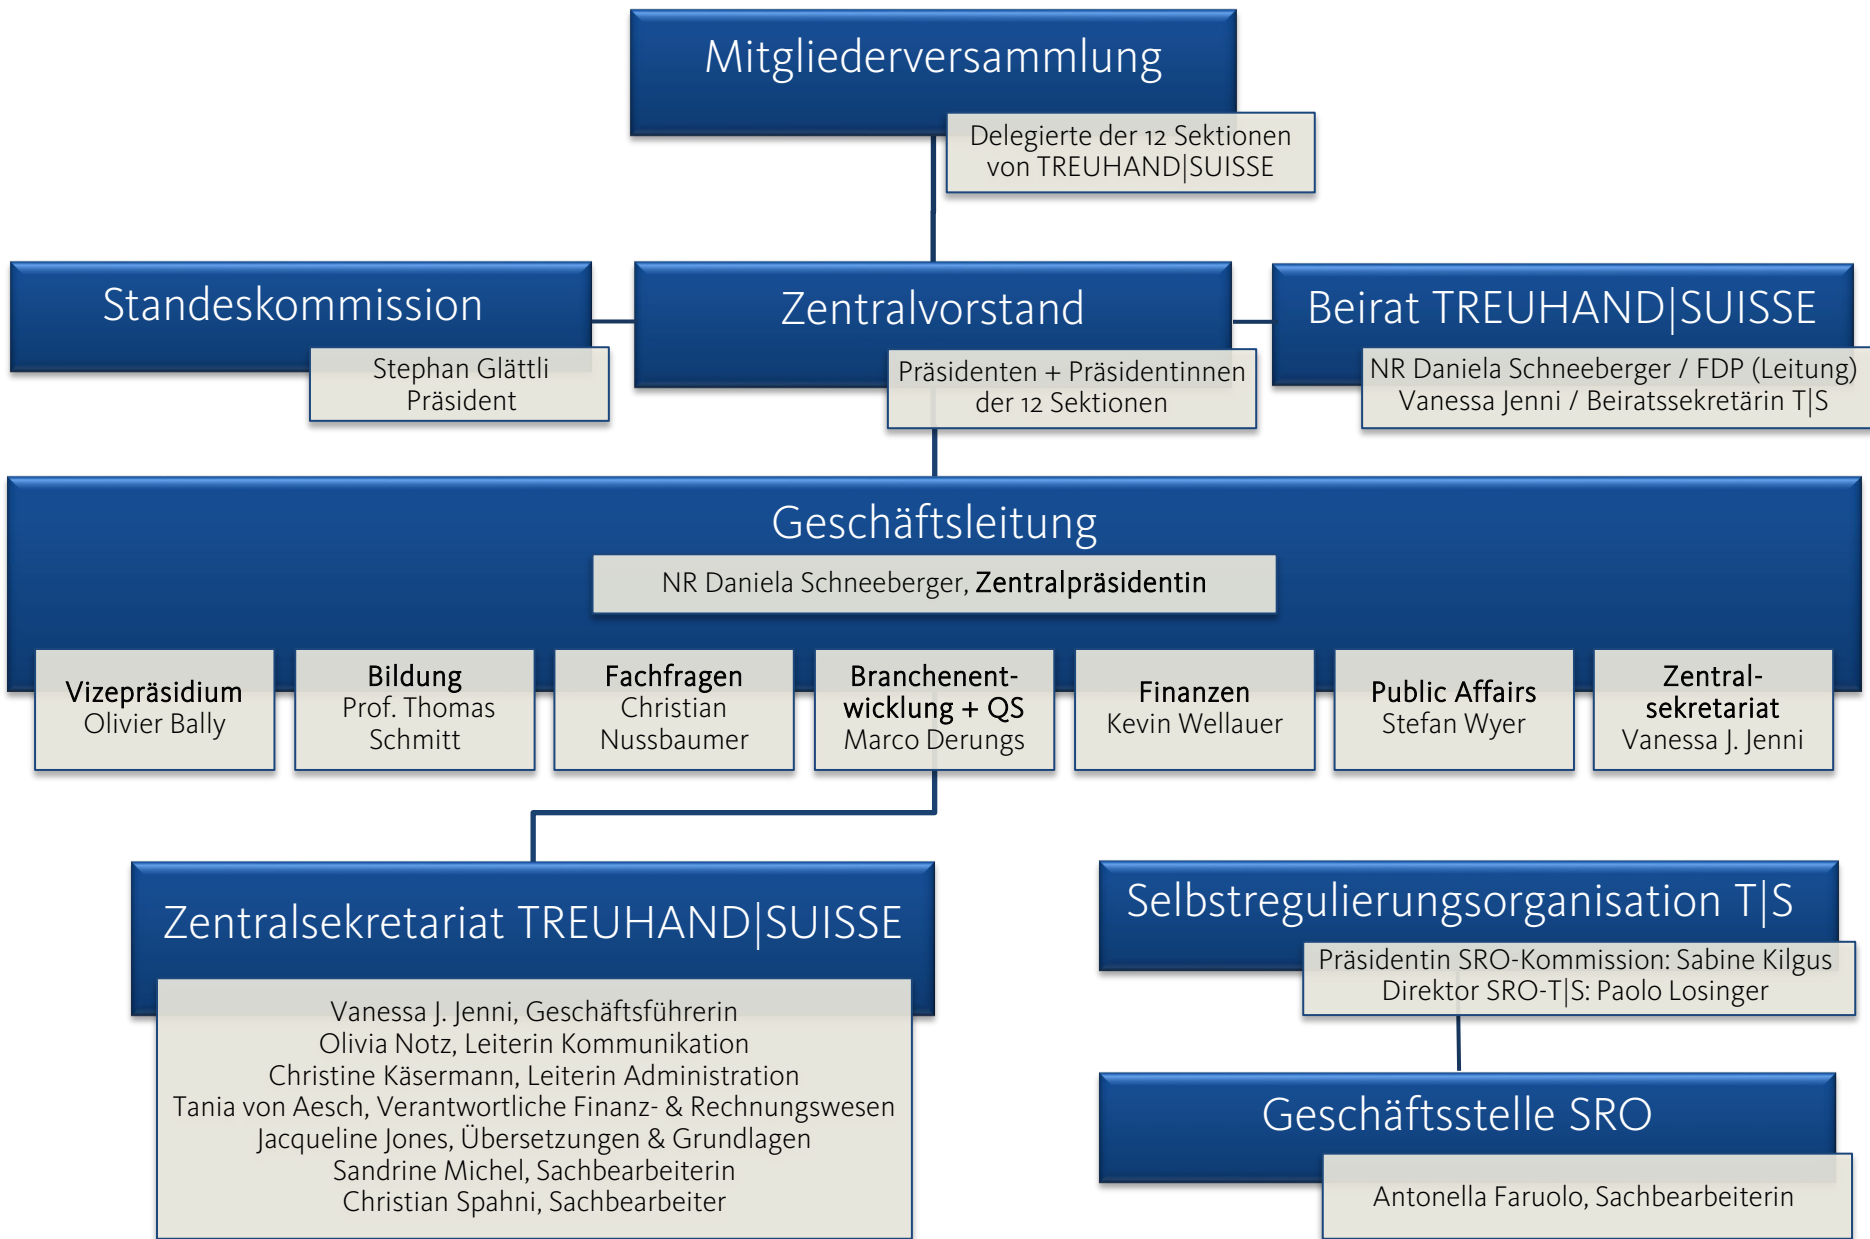 Mitgliederversammlung
Delegierte der 12 Sektionen
von TREUHAND|SUISSE
Standeskommission
Stephan Glättli
Präsident
Zentralvorstand
Präsidenten + Präsidentinnen
der 12 Sektionen
Beirat TREUHAND|SUISSE
NR Daniela Schneeberger / FDP (Leitung)
Vanessa Jenni / Beiratssekretärin T|S
Geschäftsleitung
NR Daniela Schneeberger, Zentralpräsidentin
Vizepräsidium
Olivier Bally
Bildung
Prof. Thomas
Schmitt
Fachfragen
Christian
Nussbaumer
Branchenent-
wicklung + QS
Marco Derungs
Finanzen
Kevin Wellauer
Public Affairs
Stefan Wyer
Zentral-
sekretariat
Vanessa J. Jenni
Zentralsekretariat TREUHAND|SUISSE
Vanessa J. Jenni, Geschäftsführerin
Olivia Notz, Leiterin Kommunikation
Christine Käsermann, Leiterin Administration
Tania von Aesch, Verantwortliche Finanz- & Rechnungswesen
Jacqueline Jones, Übersetzungen & Grundlagen
Sandrine Michel, Sachbearbeiterin
Christian Spahni, Sachbearbeiter
Selbstregulierungsorganisation T|S
Präsidentin SRO-Kommission: Sabine Kilgus
Direktor SRO-T|S: Paolo Losinger
Geschäftsstelle SRO
Antonella Faruolo, Sachbearbeiterin